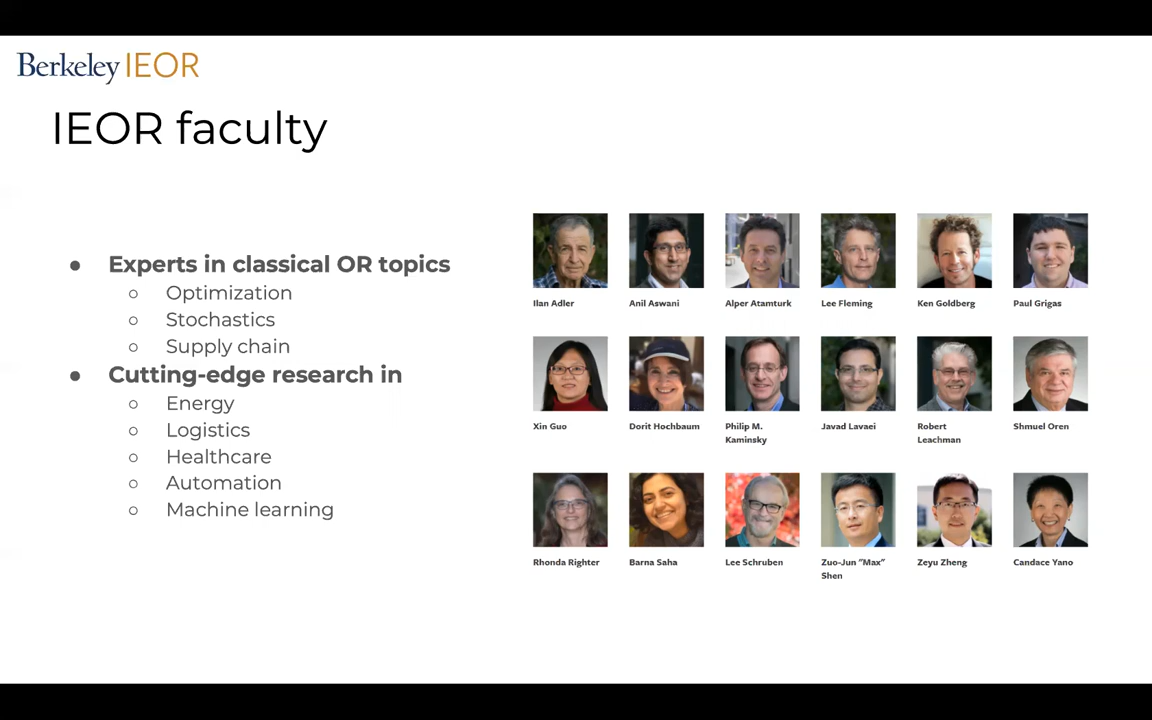 Berkeley IEOR
IEOR faculty
● Experts in classical OR topics
○ Optimization
○ Stochastics
○ Supply chain
● Cutting-edge research in
○ Energy
○ Logistics
○ Healthcare
○ Automation
○ Machine learning
Ilan Adler
Anil Aswani
Alper Atamturk
Lee Fleming
Ken Goldberg
Paul Grigas
Xin Guo
Dorit Hochbaum
Philip M.
Kaminsky
Javad Lavaei
Robert
Leachman
Shmuel Oren
Rhonda Righter
Barna Saha
Lee Schruben
Zuo-Jun "Max"
Shen
Zeyu Zheng
Candace Yano